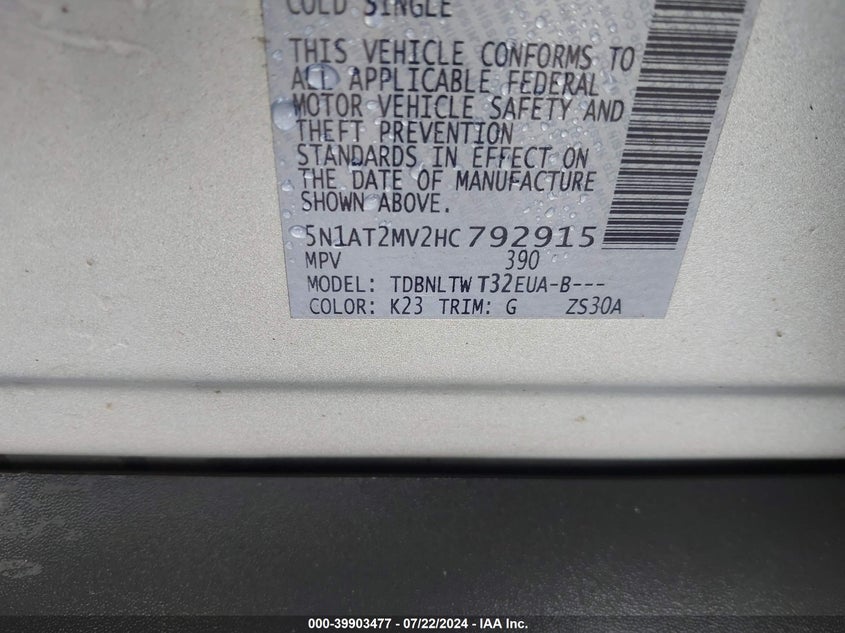 COLD SINGLE
THIS VEHICLE CONFORMS TO
ALL APPLICABLE FEDERAL
MOTOR VEHICLE SAFETY AND
THEFT PREVENTION
STANDARDS IN EFFECT ON
THE DATE OF MANUFACTURE
SHOWN ABOVE.
5N1AT2MV2HC792915
MPV 390
MODEL: TDBNLTW T32EUA-B---
COLOR: K23 TRIM: G ZS30A
000-39903477 - 07/22/2024 - IAA Inc.